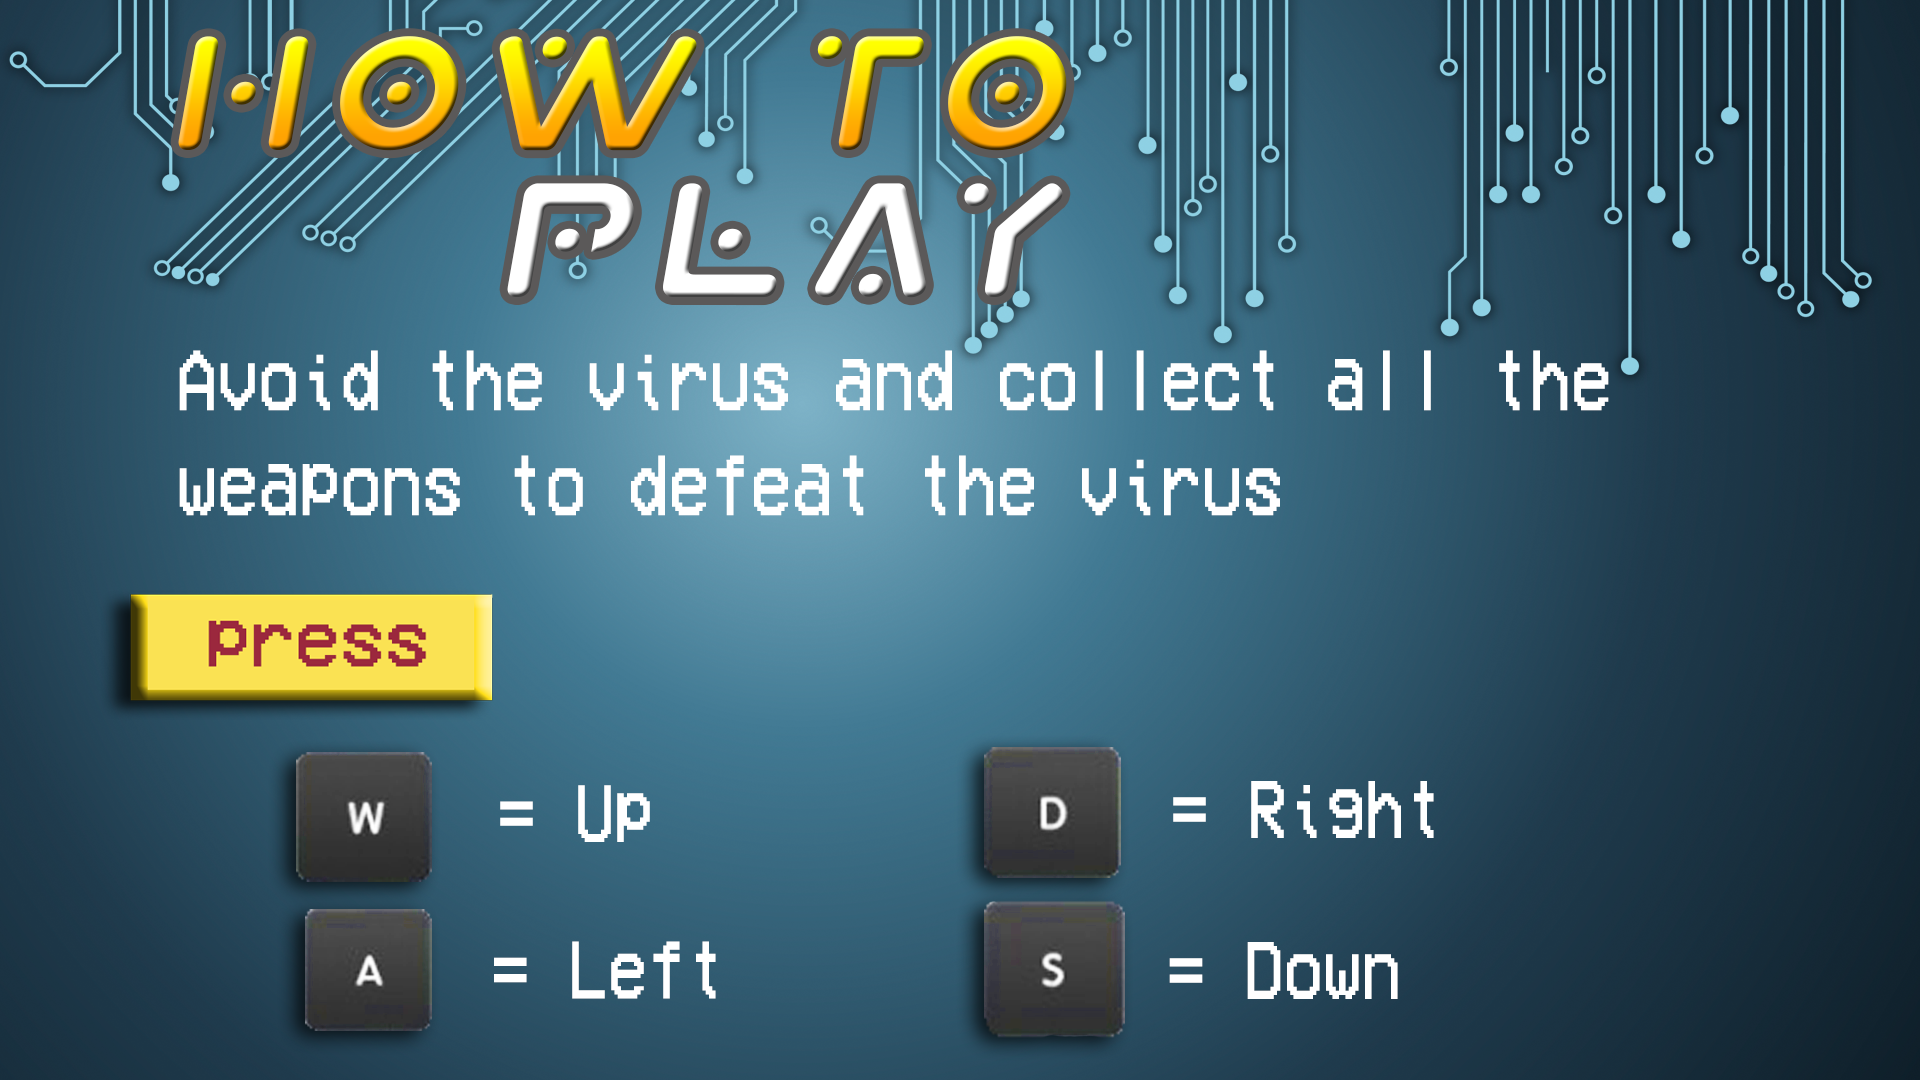 HOW TO
PLAY
Avoid the virus and collect all the
weapons to defeat the virus
press
W = Up
D = Right
A = Left
S = Down